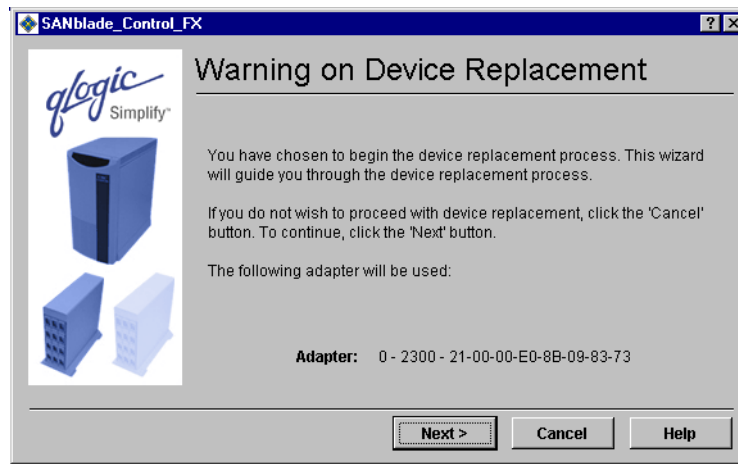 SANblade_Control_FX
? X
qlogic
Simplify™
Warning on Device Replacement
You have chosen to begin the device replacement process. This wizard
will guide you through the device replacement process.
If you do not wish to proceed with device replacement, click the 'Cancel'
button. To continue, click the 'Next' button.
The following adapter will be used:
Adapter: 0 - 2300 - 21-00-00-E0-8B-09-83-73
Next > Cancel Help